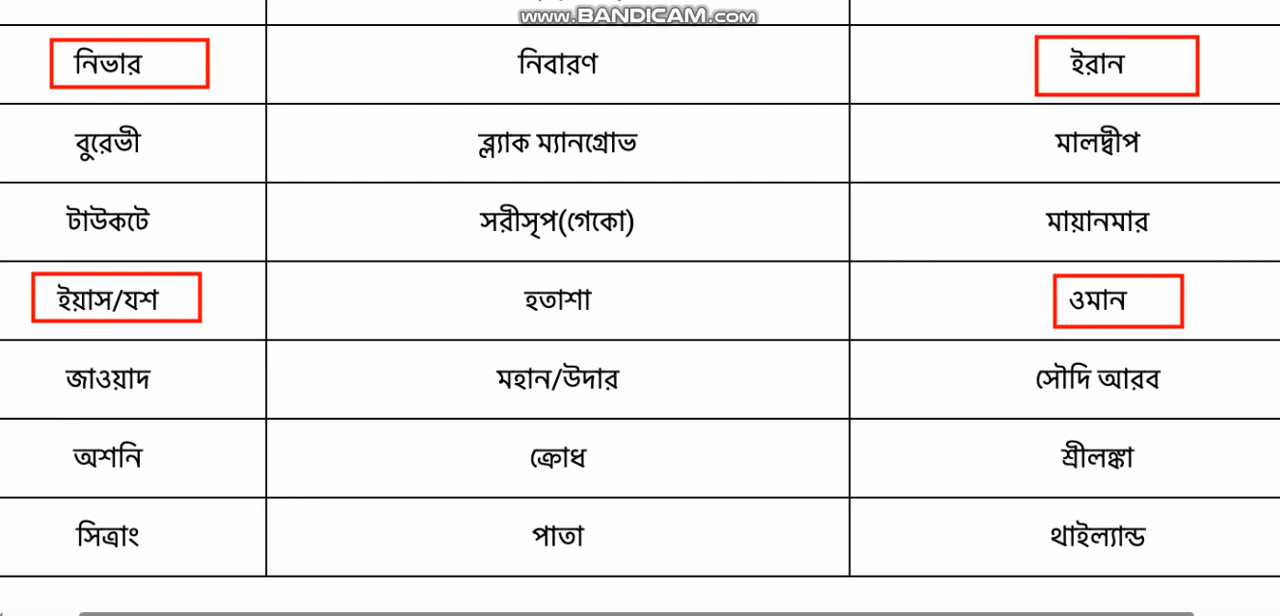 www.BANDICAM.com
নিভার নিবারণ ইরান
বুরেভী ব্ল্যাক ম্যানগ্রোভ মালদ্বীপ
টাউকটে সরীসৃপ(গেকো) মায়ানমার
ইয়াস/যশ হতাশা ওমান
জাওয়াদ মহান/উদার সৌদি আরব
অশনি ক্রোধ শ্রীলঙ্কা
সিত্রাং পাতা থাইল্যান্ড